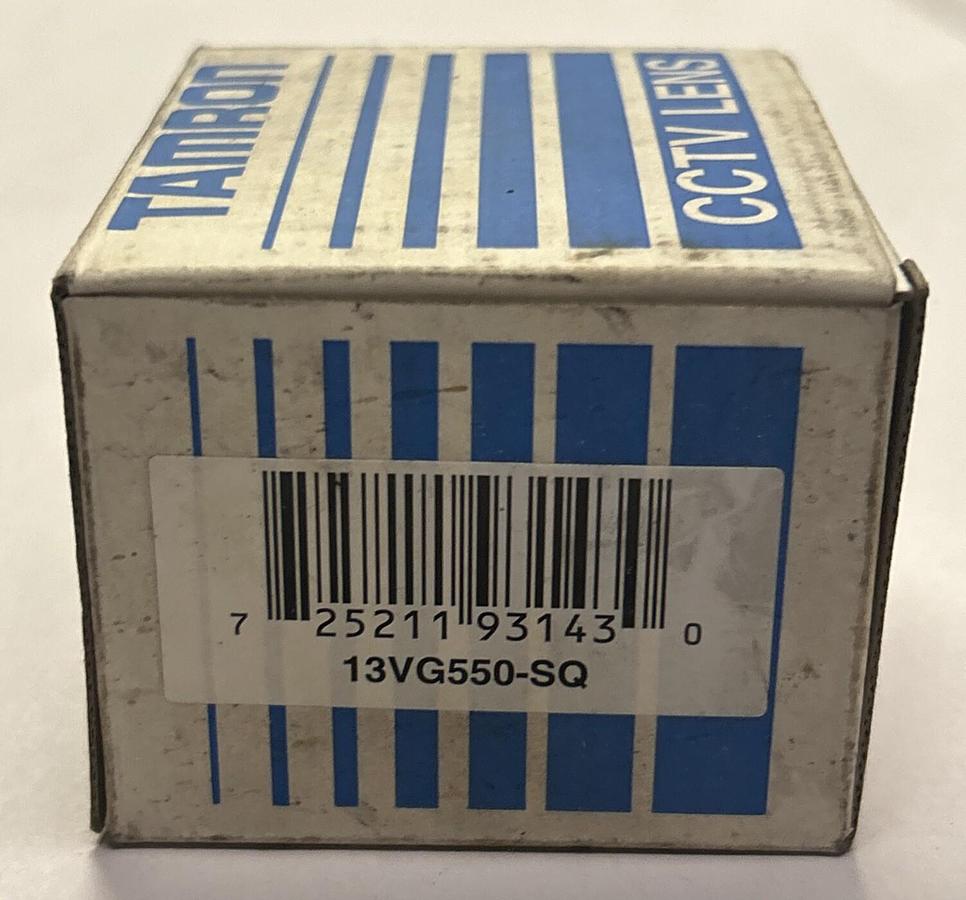 TAMRON
CCTV LENS
7 25211 93143 0
13VG550-SQ